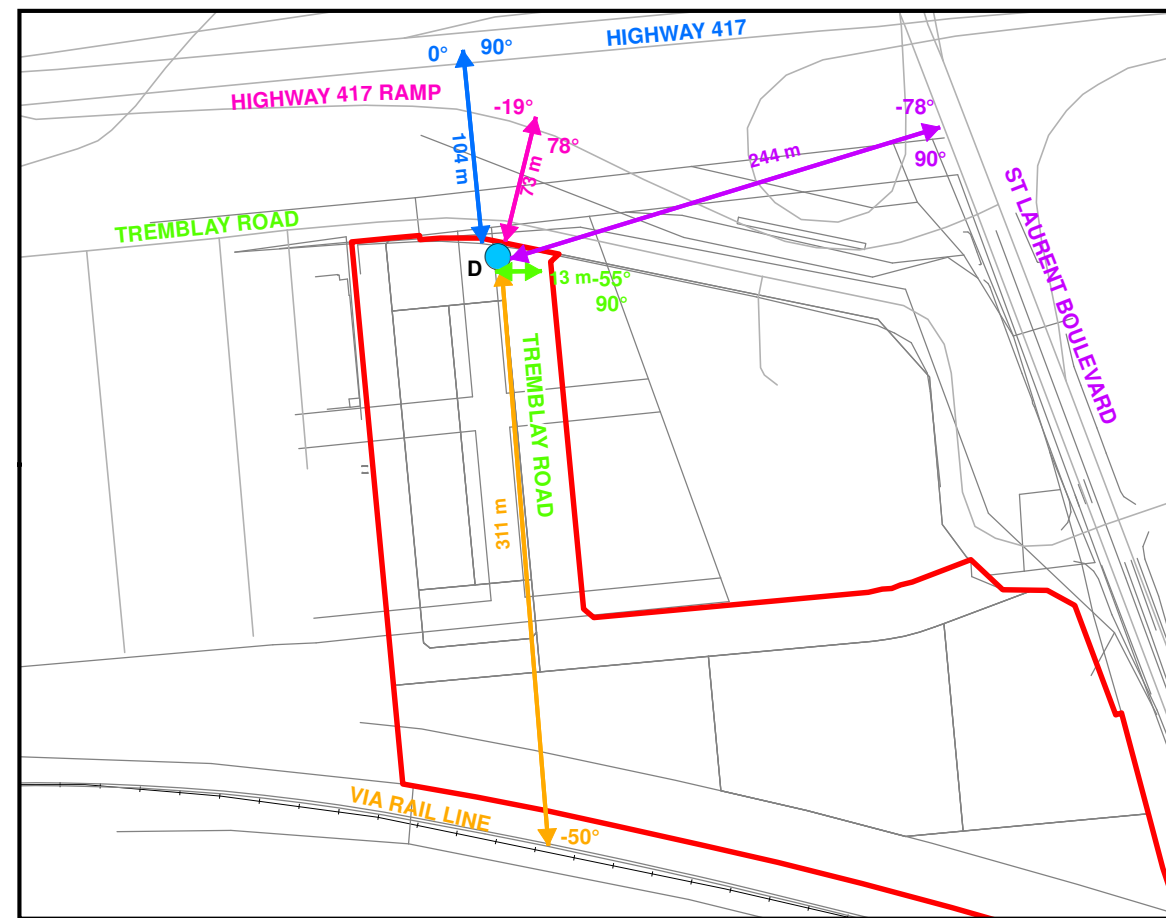 HIGHWAY 417
0° 90°
HIGHWAY 417 RAMP
-19°
78°
-78°
90°
104 m
73 m
244 m
TREMBLAY ROAD
ST LAURENT BOULEVARD
D
13 m -55°
90°
TREMBLAY ROAD
311 m
VIA RAIL LINE
-50°